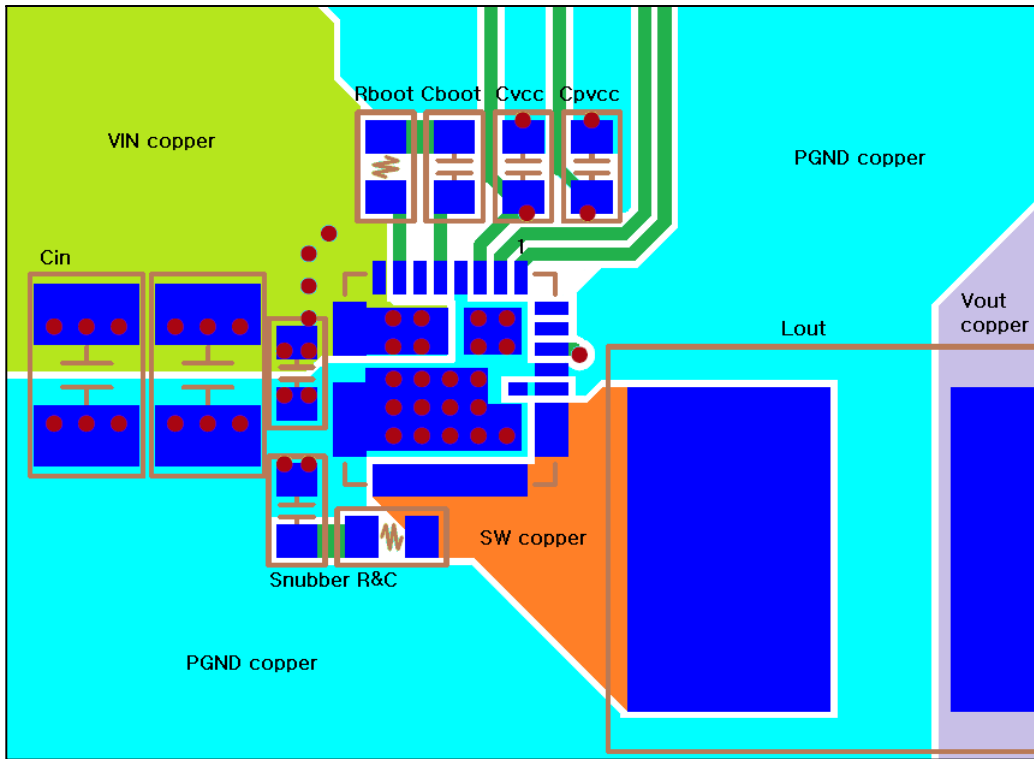 Rboot Cboot Cvcc Cpvcc
VIN copper
PGND copper
1
Cin
Vout
copper
Lout
SW copper
Snubber R&C
PGND copper